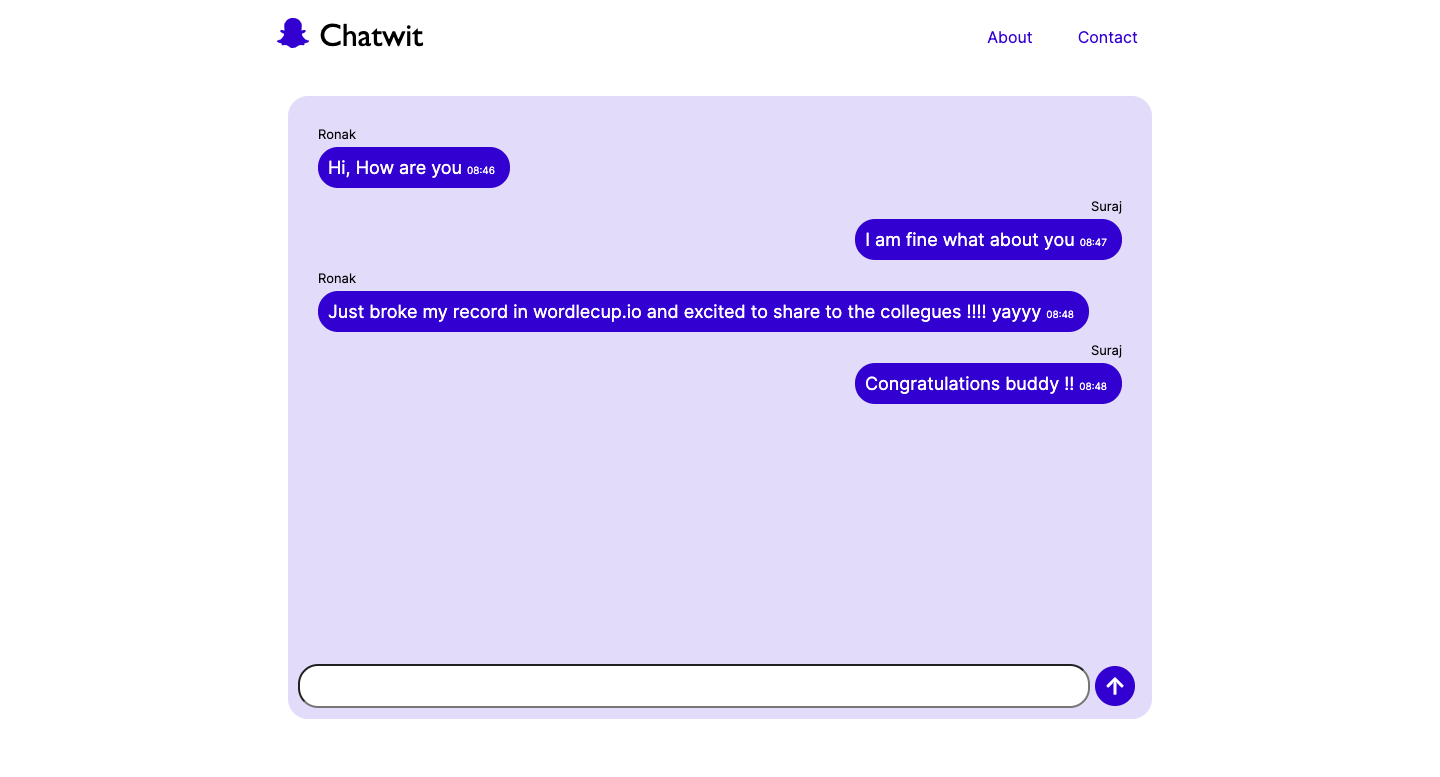 Chatwit
About Contact
Ronak
Hi, How are you 08:46
Suraj
I am fine what about you 08:47
Ronak
Just broke my record in wordlecup.io and excited to share to the collegues !!!! yayyy 08:48
Suraj
Congratulations buddy !! 08:48